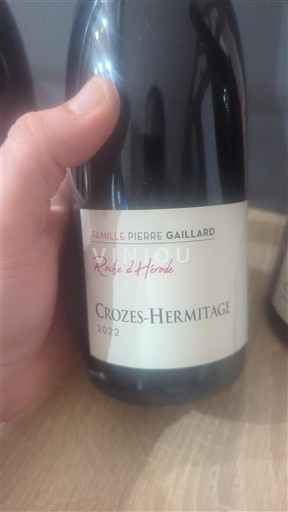 FAMILLE PIERRE GAILLARD
VINIOU
Roche d'Hérode
CROZES-HERMITAGE
2022